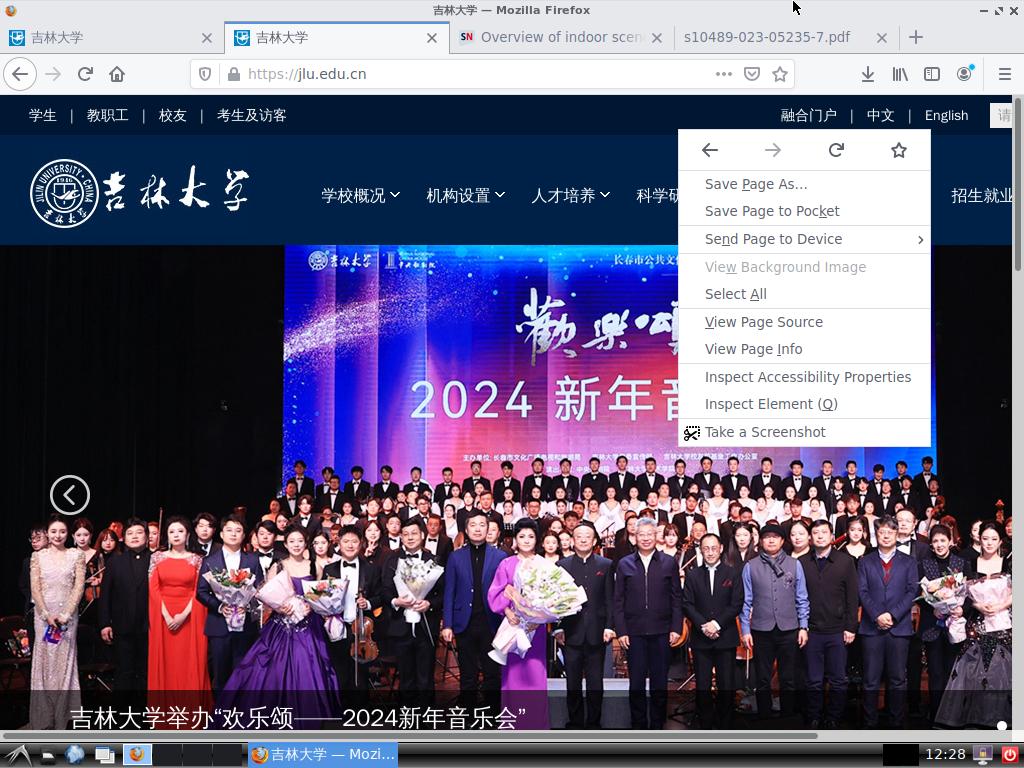 吉林大学 — Mozilla Firefox
吉林大学
吉林大学
SN Overview of indoor scen
s10489-023-05235-7.pdf
https://jlu.edu.cn
学生 | 教职工 | 校友 | 考生及访客
融合门户 | 中文 | English
请
JILIN UNIVERSITY · CHINA
1946
吉林大学
学校概况
机构设置
人才培养
科学研
招生就业
Save Page As…
Save Page to Pocket
Send Page to Device
View Background Image
Select All
View Page Source
View Page Info
Inspect Accessibility Properties
Inspect Element (Q)
Take a Screenshot
吉林大学
长春市公共文化
歡樂頌
2024 新年音
吉林大学举办“欢乐颂——2024新年音乐会”
吉林大学 — Mozi...
12:28